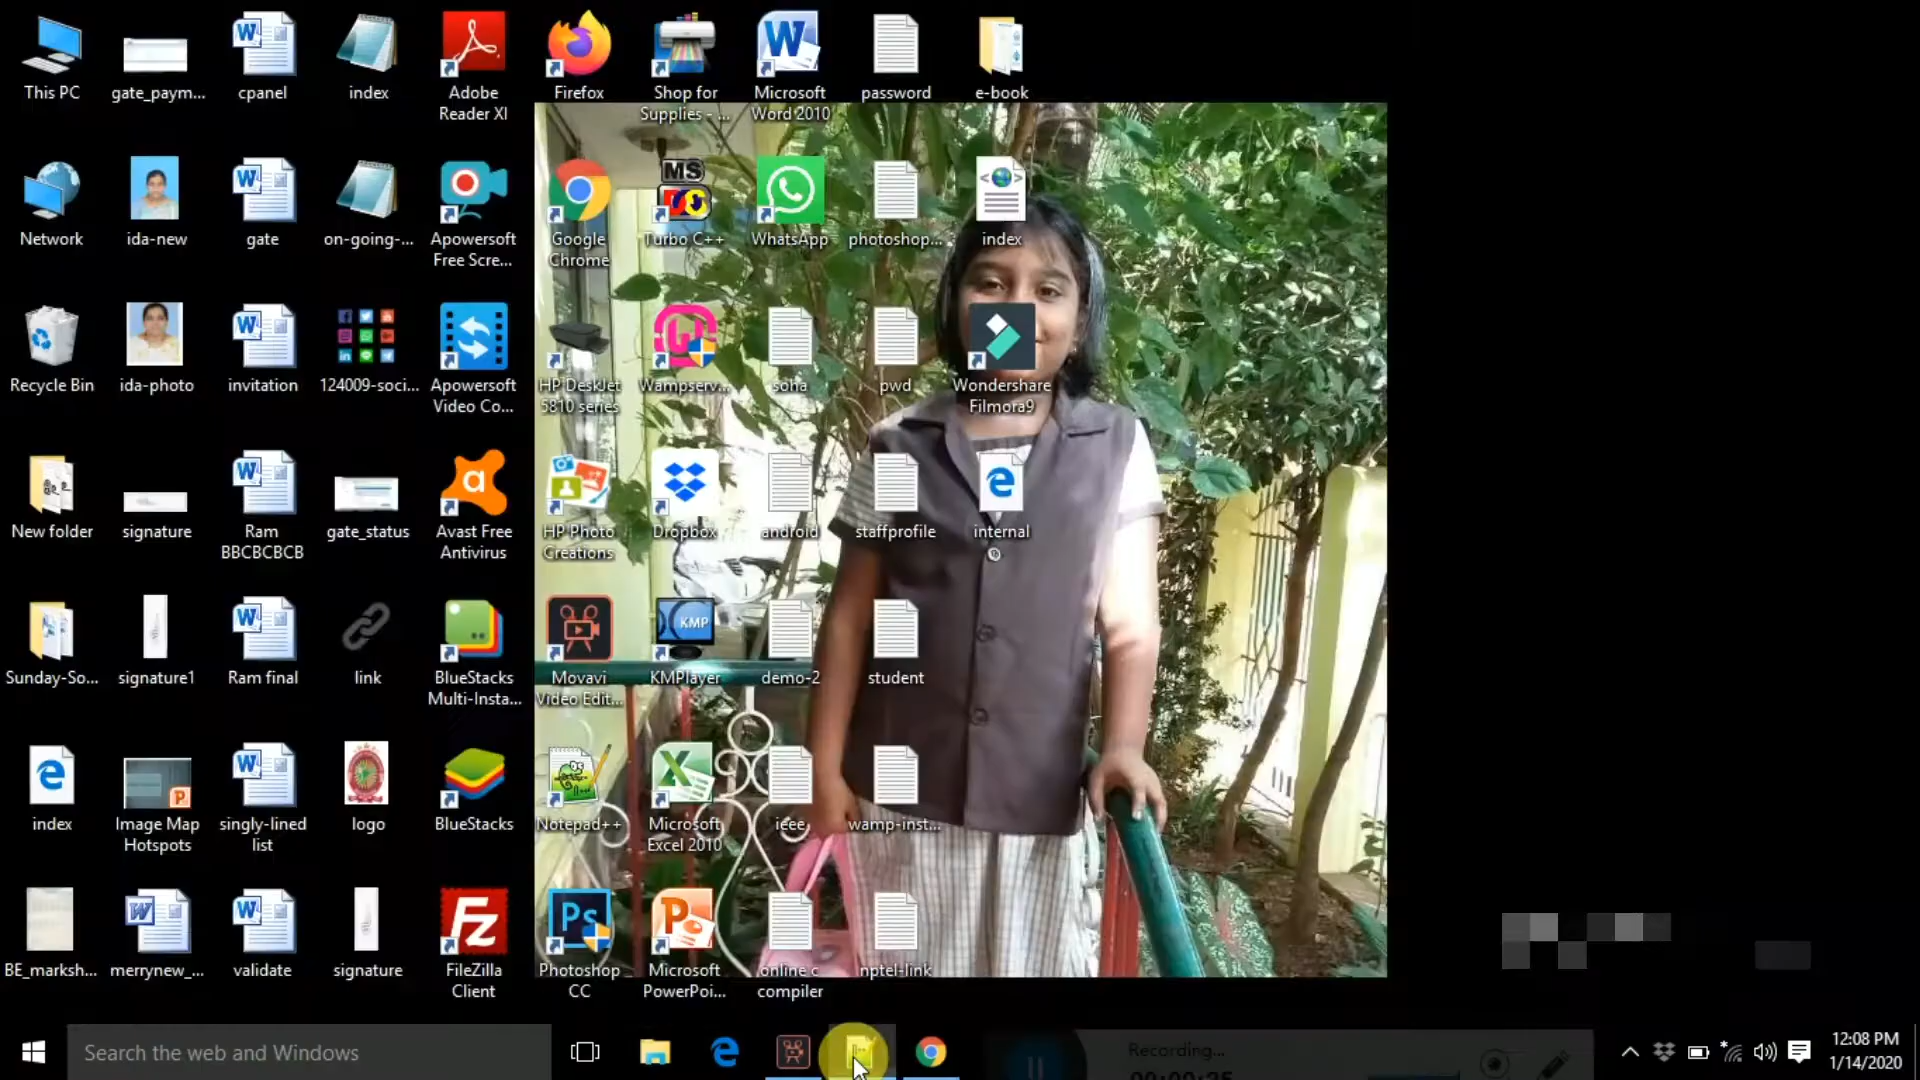 This PC
gate_paym...
cpanel
index
Adobe
Reader XI
Firefox
Shop for
Supplies - ...
Microsoft
Word 2010
password
e-book
Network
ida-new
gate
on-going-...
Apowersoft
Free Scre...
Google
Chrome
MS
Turbo C++
WhatsApp
photoshop...
index
Recycle Bin
ida-photo
invitation
124009-soci...
Apowersoft
Video Co...
HP DeskJet
5810 series
Wampserv...
soha
pwd
Wondershare
Filmora9
New folder
signature
Ram
BBCBCBCB
gate_status
Avast Free
Antivirus
HP Photo
Creations
Dropbox
android
staffprofile
internal
Sunday-So...
signature1
Ram final
link
BlueStacks
Multi-Insta...
Movavi
Video Edit...
KMP
KMPlayer
demo-2
student
index
Image Map
Hotspots
singly-lined
list
logo
BlueStacks
Notepad++
Microsoft
Excel 2010
ieee
wamp-inst...
BE_marksh...
merrynew_...
validate
signature
Fz
FileZilla
Client
Ps
Photoshop
CC
Microsoft
PowerPoi...
online c
compiler
nptel-link
Search the web and Windows
Recording...
12:08 PM
1/14/2020